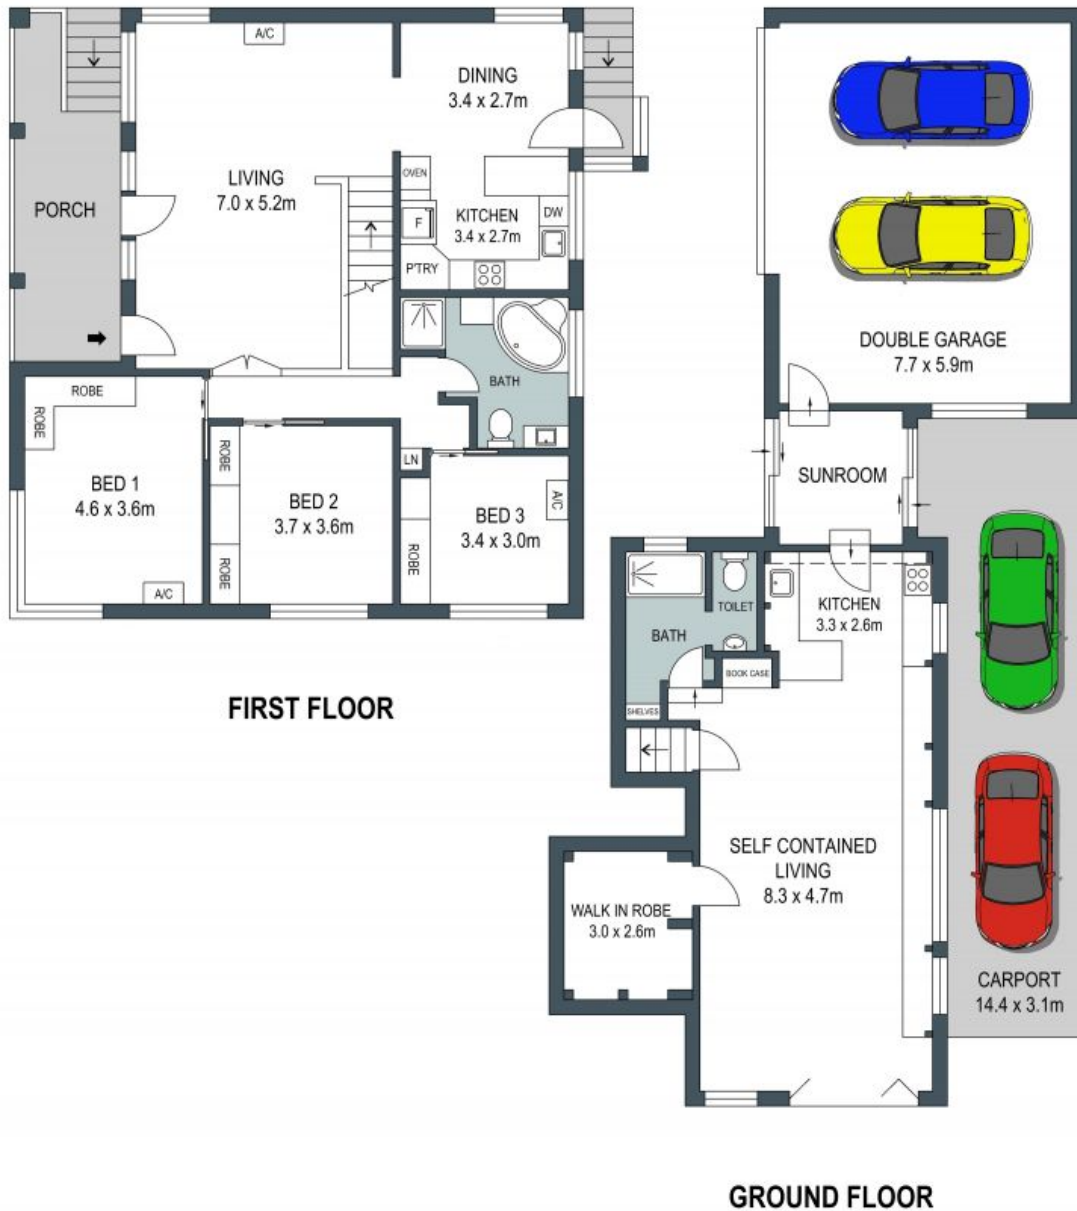 A/C
DINING
3.4 x 2.7m
LIVING
7.0 x 5.2m
PORCH
OVEN
F
KITCHEN
3.4 x 2.7m
DW
P'TRY
BATH
ROBE
ROBE
BED 1
4.6 x 3.6m
A/C
ROBE
ROBE
BED 2
3.7 x 3.6m
LN
ROBE
BED 3
3.4 x 3.0m
A/C
FIRST FLOOR
DOUBLE GARAGE
7.7 x 5.9m
SUNROOM
TOILET
BATH
KITCHEN
3.3 x 2.6m
BOOK CASE
SHELVES
SELF CONTAINED
LIVING
8.3 x 4.7m
WALK IN ROBE
3.0 x 2.6m
CARPORT
14.4 x 3.1m
GROUND FLOOR